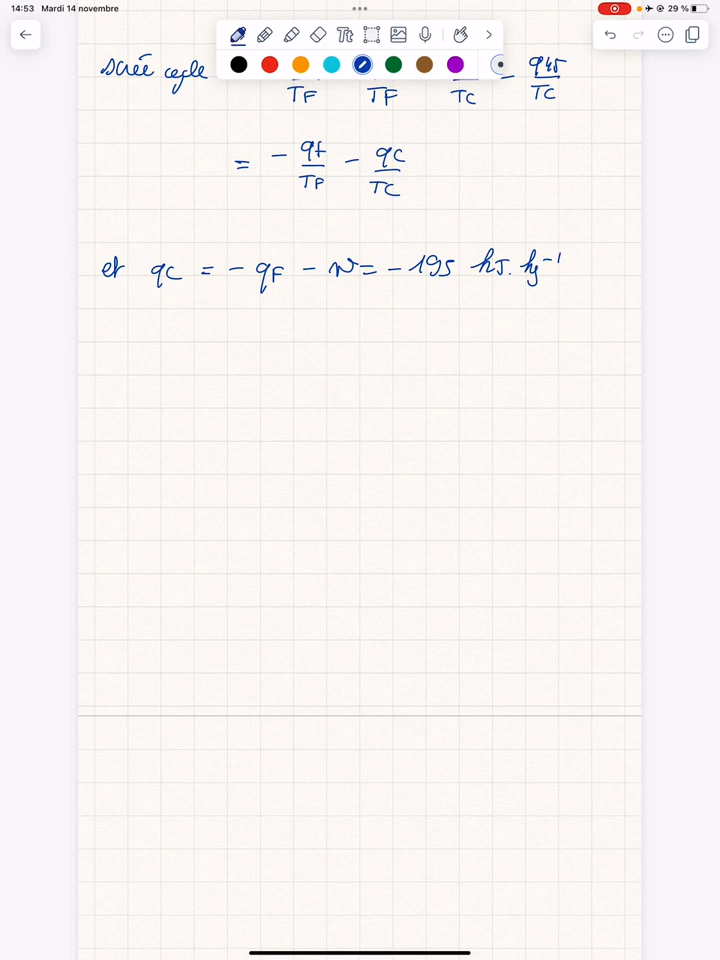 14:53 Mardi 14 novembre
29 %
Tt
scréé cycle
TF TF TC - q45/TC
= - qf/TF - qC/TC
et qC = - qF - w = - 195 kJ. kg⁻¹